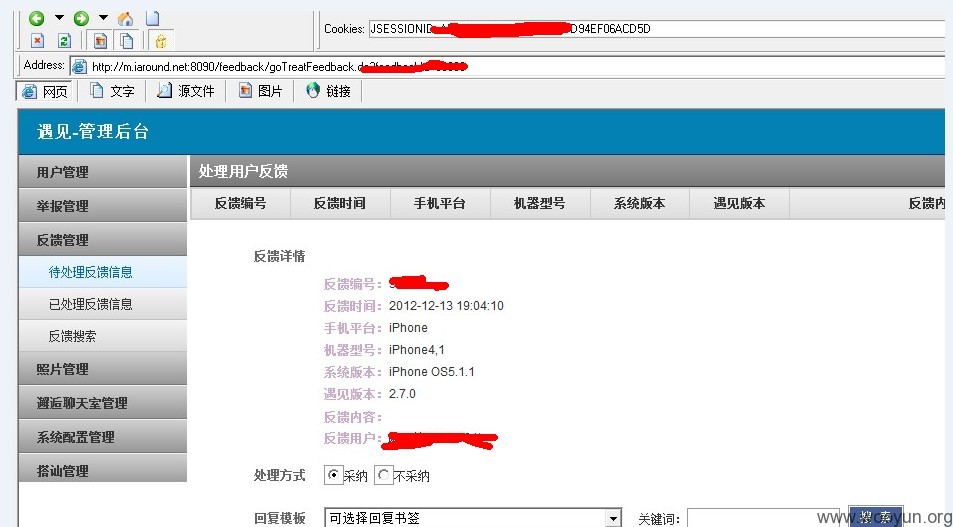 Cookies: JSESSIONID D94EF06ACD5D
Address: http://m.iaround.net:8090/feedback/goTreatFeedback.
网页 文字 源文件 图片 链接
遇见-管理后台
用户管理
处理用户反馈
举报管理
反馈编号 反馈时间 手机平台 机器型号 系统版本 遇见版本 反馈内
反馈管理
待处理反馈信息
已处理反馈信息
反馈搜索
照片管理
邂逅聊天室管理
系统配置管理
搭讪管理
反馈详情
反馈编号：
反馈时间：2012-12-13 19:04:10
手机平台：iPhone
机器型号：iPhone4,1
系统版本：iPhone OS5.1.1
遇见版本：2.7.0
反馈内容：
反馈用户：
处理方式 采纳 不采纳
回复模板 可选择回复书签 关键词： 搜 索